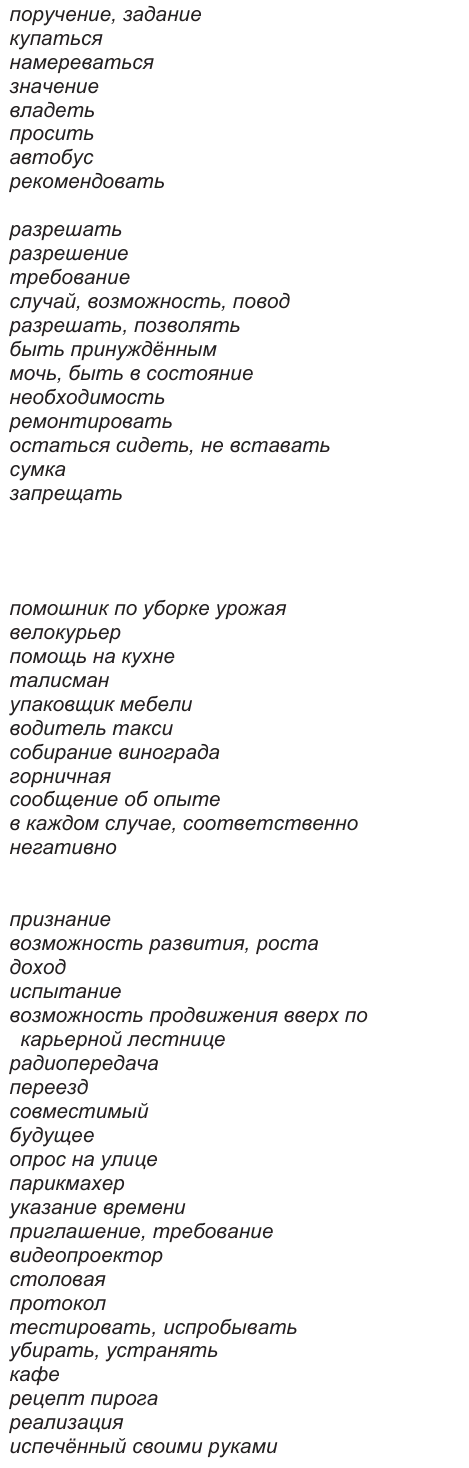 поручение, задание
купаться
намереваться
значение
владеть
просить
автобус
рекомендовать
разрешать
разрешение
требование
случай, возможность, повод
разрешать, позволять
быть принуждённым
мочь, быть в состояние
необходимость
ремонтировать
остаться сидеть, не вставать
сумка
запрещать
помошник по уборке урожая
велокурьер
помощь на кухне
талисман
упаковщик мебели
водитель такси
собирание винограда
горничная
сообщение об опыте
в каждом случае, соответственно
негативно
признание
возможность развития, роста
доход
испытание
возможность продвижения вверх по
карьерной лестнице
радиопередача
переезд
совместимый
будущее
опрос на улице
парикмахер
указание времени
приглашение, требование
видеопроектор
столовая
протокол
тестировать, испробывать
убирать, устранять
кафе
рецепт пирога
реализация
испечённый своими руками